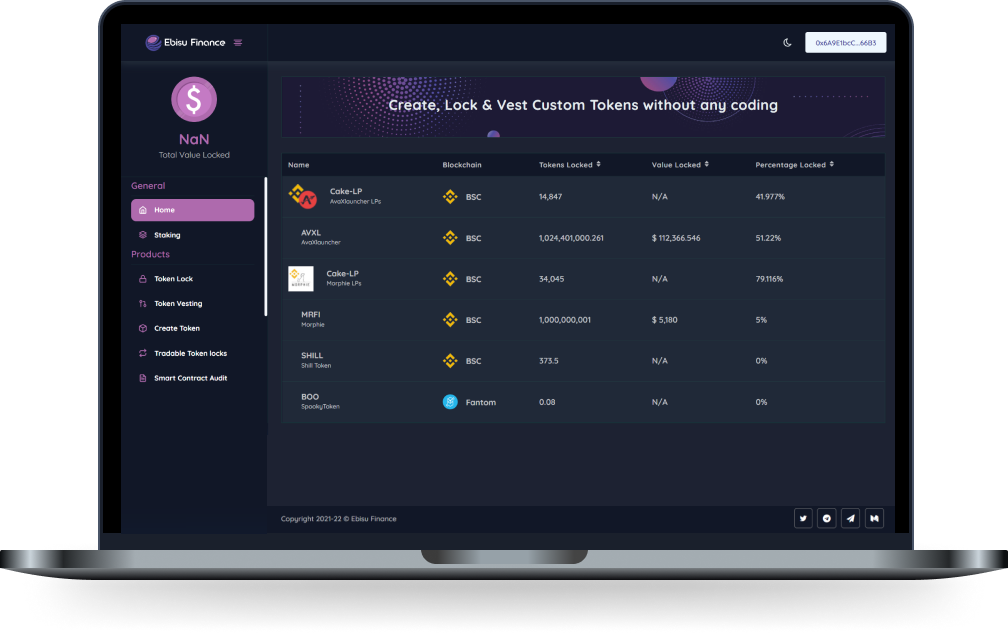 Ebisu Finance
0x6A9E1bcC...66B3
$
NaN
Total Value Locked
General
Home
Staking
Products
Token Lock
Token Vesting
Create Token
Tradable Token locks
Smart Contract Audit
Create, Lock & Vest Custom Tokens without any coding
Name Blockchain Tokens Locked Value Locked Percentage Locked
Cake-LP
AvaXlauncher LPs
BSC 14,847 N/A 41.977%
AVXL
AvaXlauncher
BSC 1,024,401,000.261 $ 112,366.546 51.22%
Cake-LP
Morphie LPs
MORPHIE
BSC 34,045 N/A 79.116%
MRFI
Morphie
BSC 1,000,000,001 $ 5,180 5%
SHILL
Shill Token
BSC 373.5 N/A 0%
BOO
SpookyToken
Fantom 0.08 N/A 0%
Copyright 2021-22 © Ebisu Finance